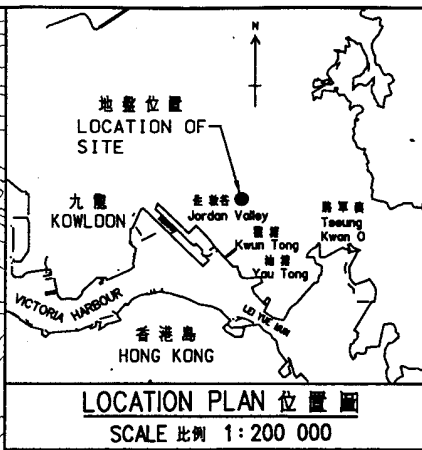 N
地盤位置
LOCATION OF
SITE
九龍
KOWLOON
佐敦谷
Jordan Valley
觀塘
Kwun Tong
油塘
Yau Tong
將軍澳
Tseung
Kwan O
VICTORIA HARBOUR
LEI YUE MUN
香港島
HONG KONG
LOCATION PLAN 位置圖
SCALE 比例 1:200 000